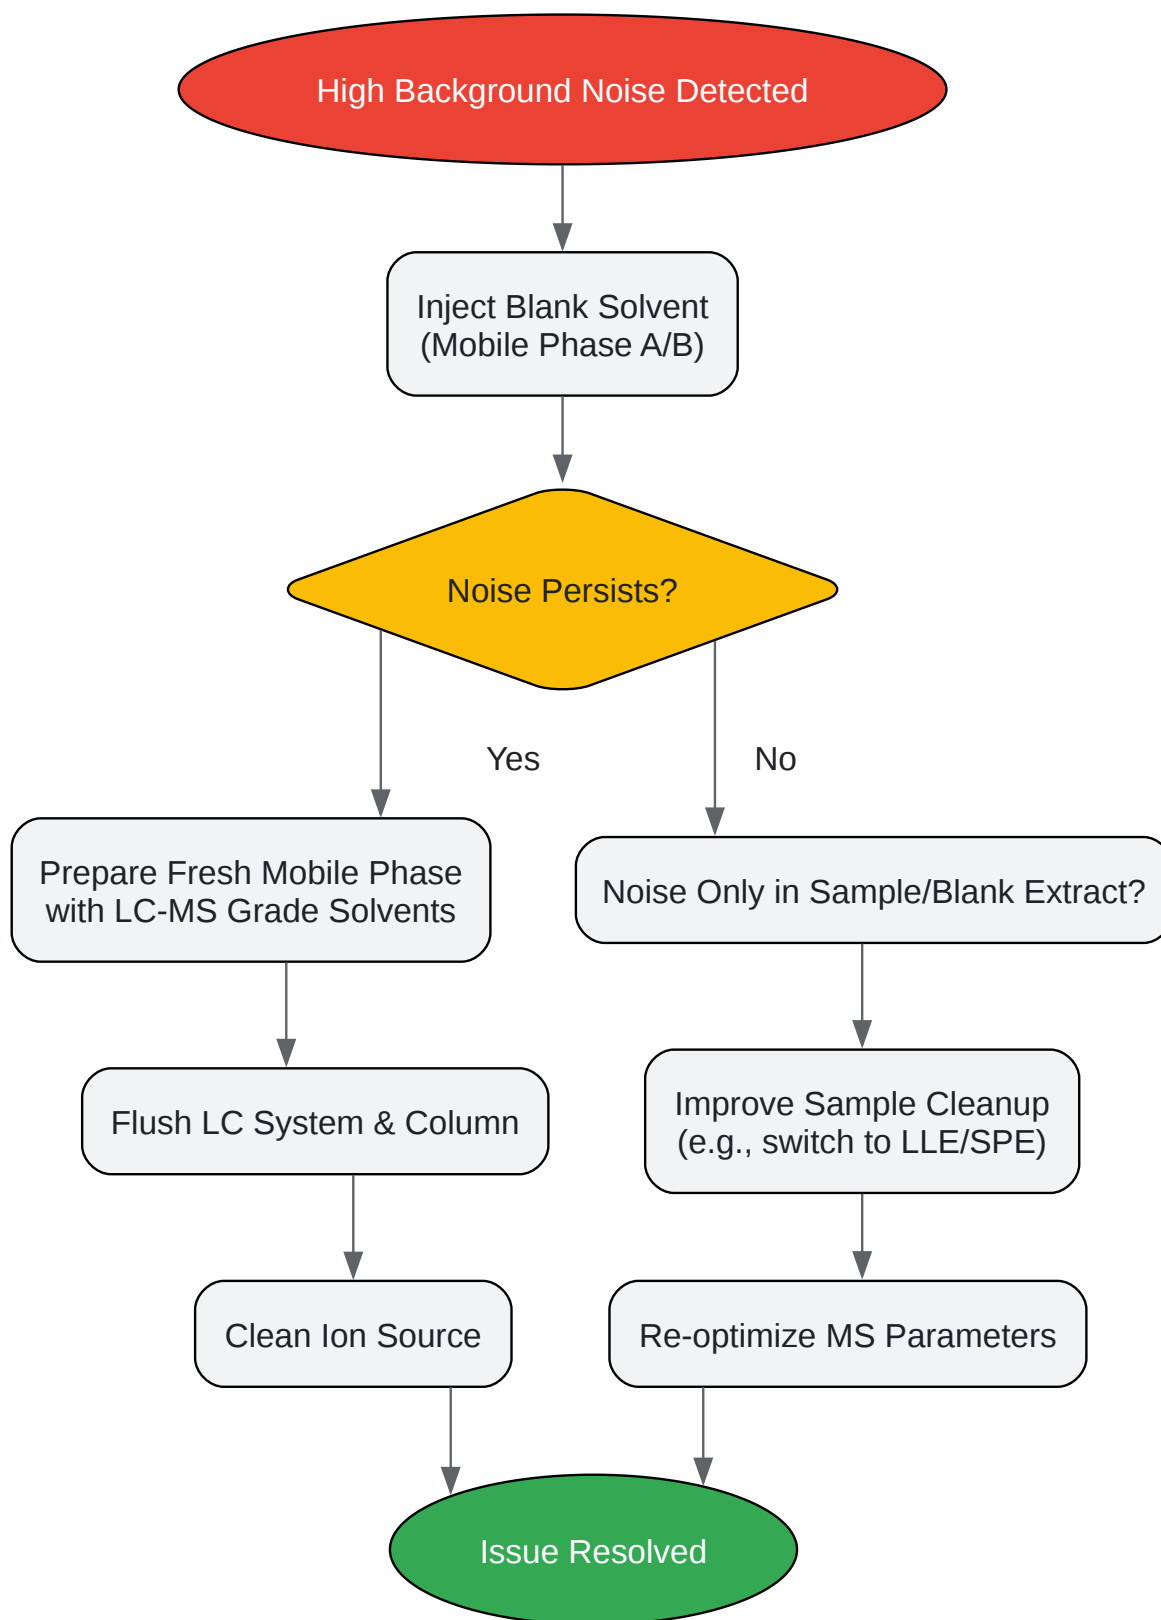 High Background Noise Detected
Inject Blank Solvent
(Mobile Phase A/B)
Noise Persists?
Yes
No
Prepare Fresh Mobile Phase
with LC-MS Grade Solvents
Noise Only in Sample/Blank Extract?
Flush LC System & Column
Improve Sample Cleanup
(e.g., switch to LLE/SPE)
Clean Ion Source
Re-optimize MS Parameters
Issue Resolved